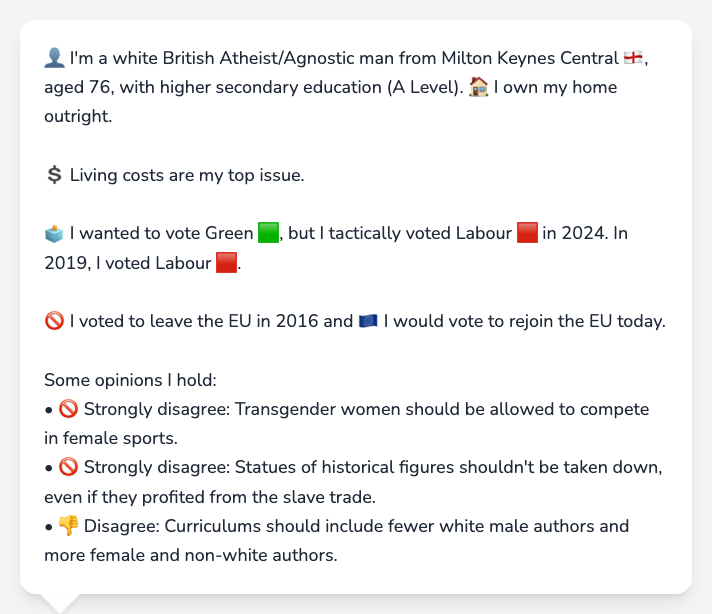 👤 I'm a white British Atheist/Agnostic man from Milton Keynes Central 🏴󠁧󠁢󠁥󠁮󠁧󠁿,
aged 76, with higher secondary education (A Level). 🏠 I own my home
outright.
💲 Living costs are my top issue.
🗳️ I wanted to vote Green 🟩, but I tactically voted Labour 🟥 in 2024. In
2019, I voted Labour 🟥.
🚫 I voted to leave the EU in 2016 and 🇪🇺 I would vote to rejoin the EU today.
Some opinions I hold:
• 🚫 Strongly disagree: Transgender women should be allowed to compete
in female sports.
• 🚫 Strongly disagree: Statues of historical figures shouldn't be taken down,
even if they profited from the slave trade.
• 👎 Disagree: Curriculums should include fewer white male authors and
more female and non-white authors.